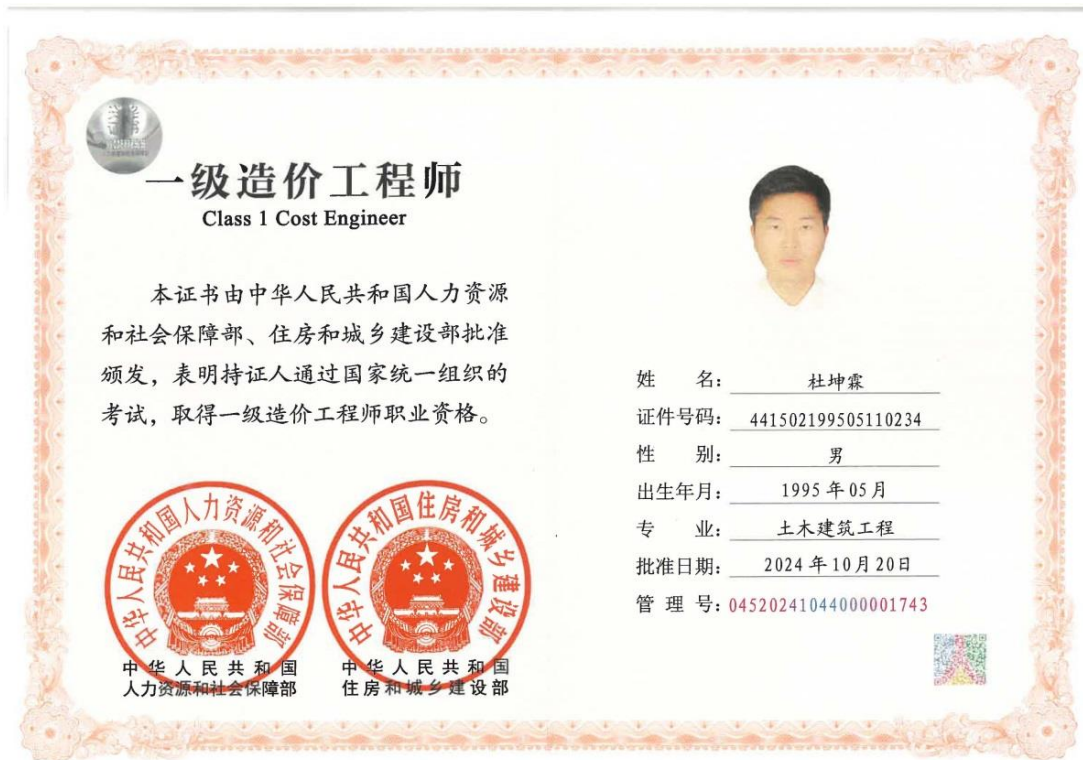 一级造价工程师
Class 1 Cost Engineer
本证书由中华人民共和国人力资源
和社会保障部、住房和城乡建设部批准
颁发，表明持证人通过国家统一组织的
考试，取得一级造价工程师职业资格。
中华人民共和国人力资源和社会保障部
中华人民共和国
人力资源和社会保障部
中华人民共和国住房和城乡建设部
中华人民共和国
住房和城乡建设部
姓 名： 杜坤霖
证件号码： 441502199505110234
性 别： 男
出生年月： 1995年05月
专 业： 土木建筑工程
批准日期： 2024年10月20日
管 理 号： 04520241044000001743